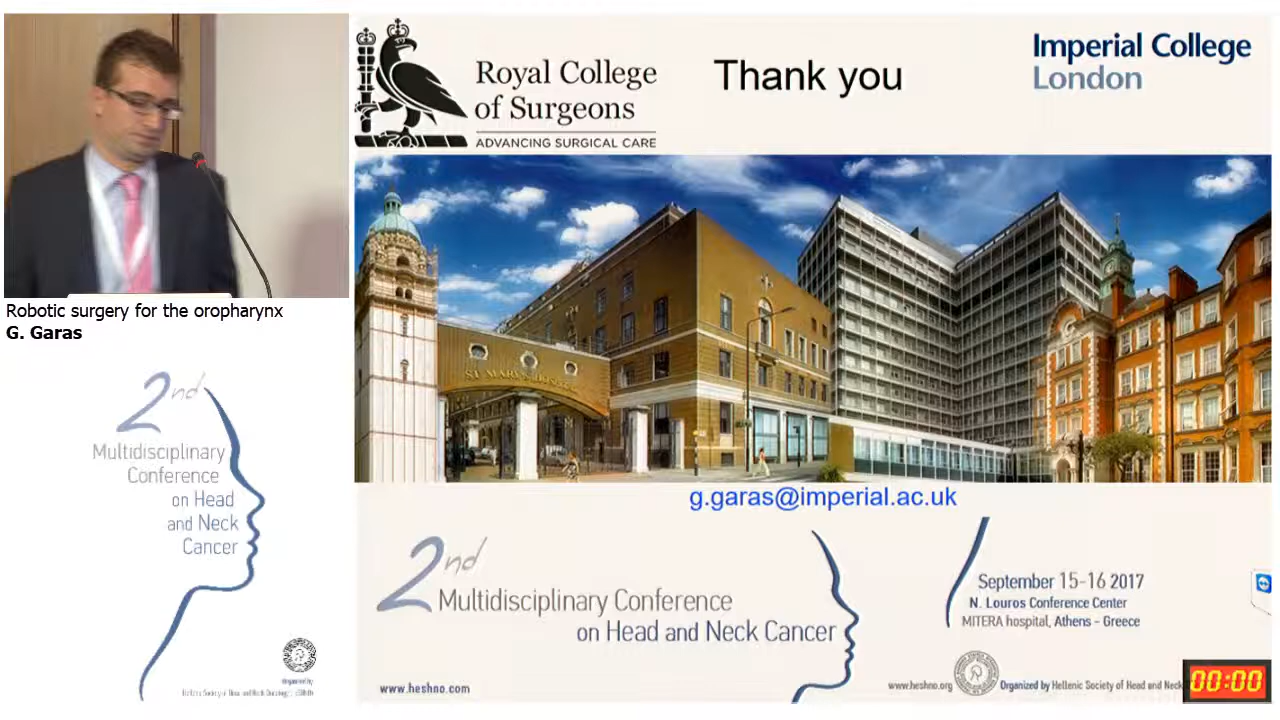 Royal College
of Surgeons
ADVANCING SURGICAL CARE
Thank you
Imperial College
London
Robotic surgery for the oropharynx
G. Garas
2nd
Multidisciplinary
Conference
on Head
and Neck
Cancer
Organized by
g.garas@imperial.ac.uk
2nd
Multidisciplinary Conference
on Head and Neck Cancer
September 15-16 2017
N. Louros Conference Center
MITERA hospital, Athens - Greece
www.heshno.com
www.heshno.org
Organized by Hellenic Society of Head and Neck
00:00